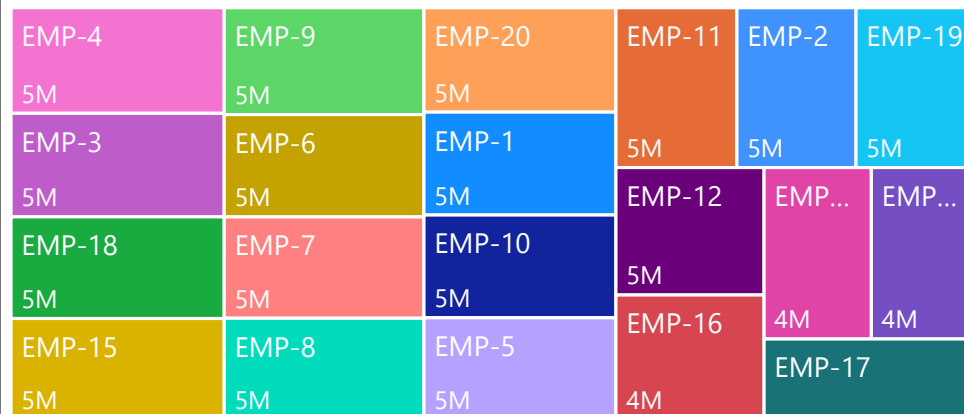 EMP-4
5M
EMP-3
5M
EMP-18
5M
EMP-15
5M
EMP-9
5M
EMP-6
5M
EMP-7
5M
EMP-8
5M
EMP-20
5M
EMP-1
5M
EMP-10
5M
EMP-5
5M
EMP-11
5M
EMP-2
5M
EMP-19
5M
EMP-12
5M
EMP-16
4M
EMP...
4M
EMP...
4M
EMP-17